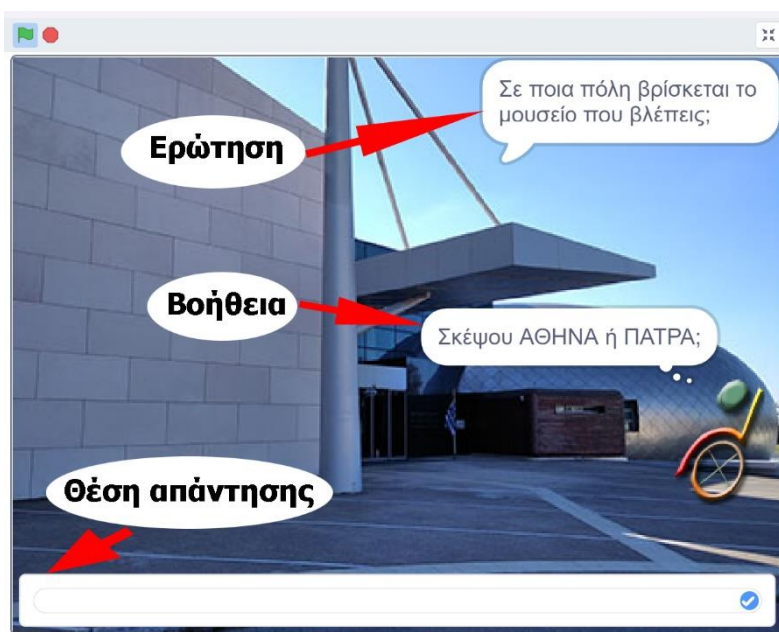 Σε ποια πόλη βρίσκεται το
μουσείο που βλέπεις;
Ερώτηση
Βοήθεια
Σκέψου ΑΘΗΝΑ ή ΠΑΤΡΑ;
Θέση απάντησης